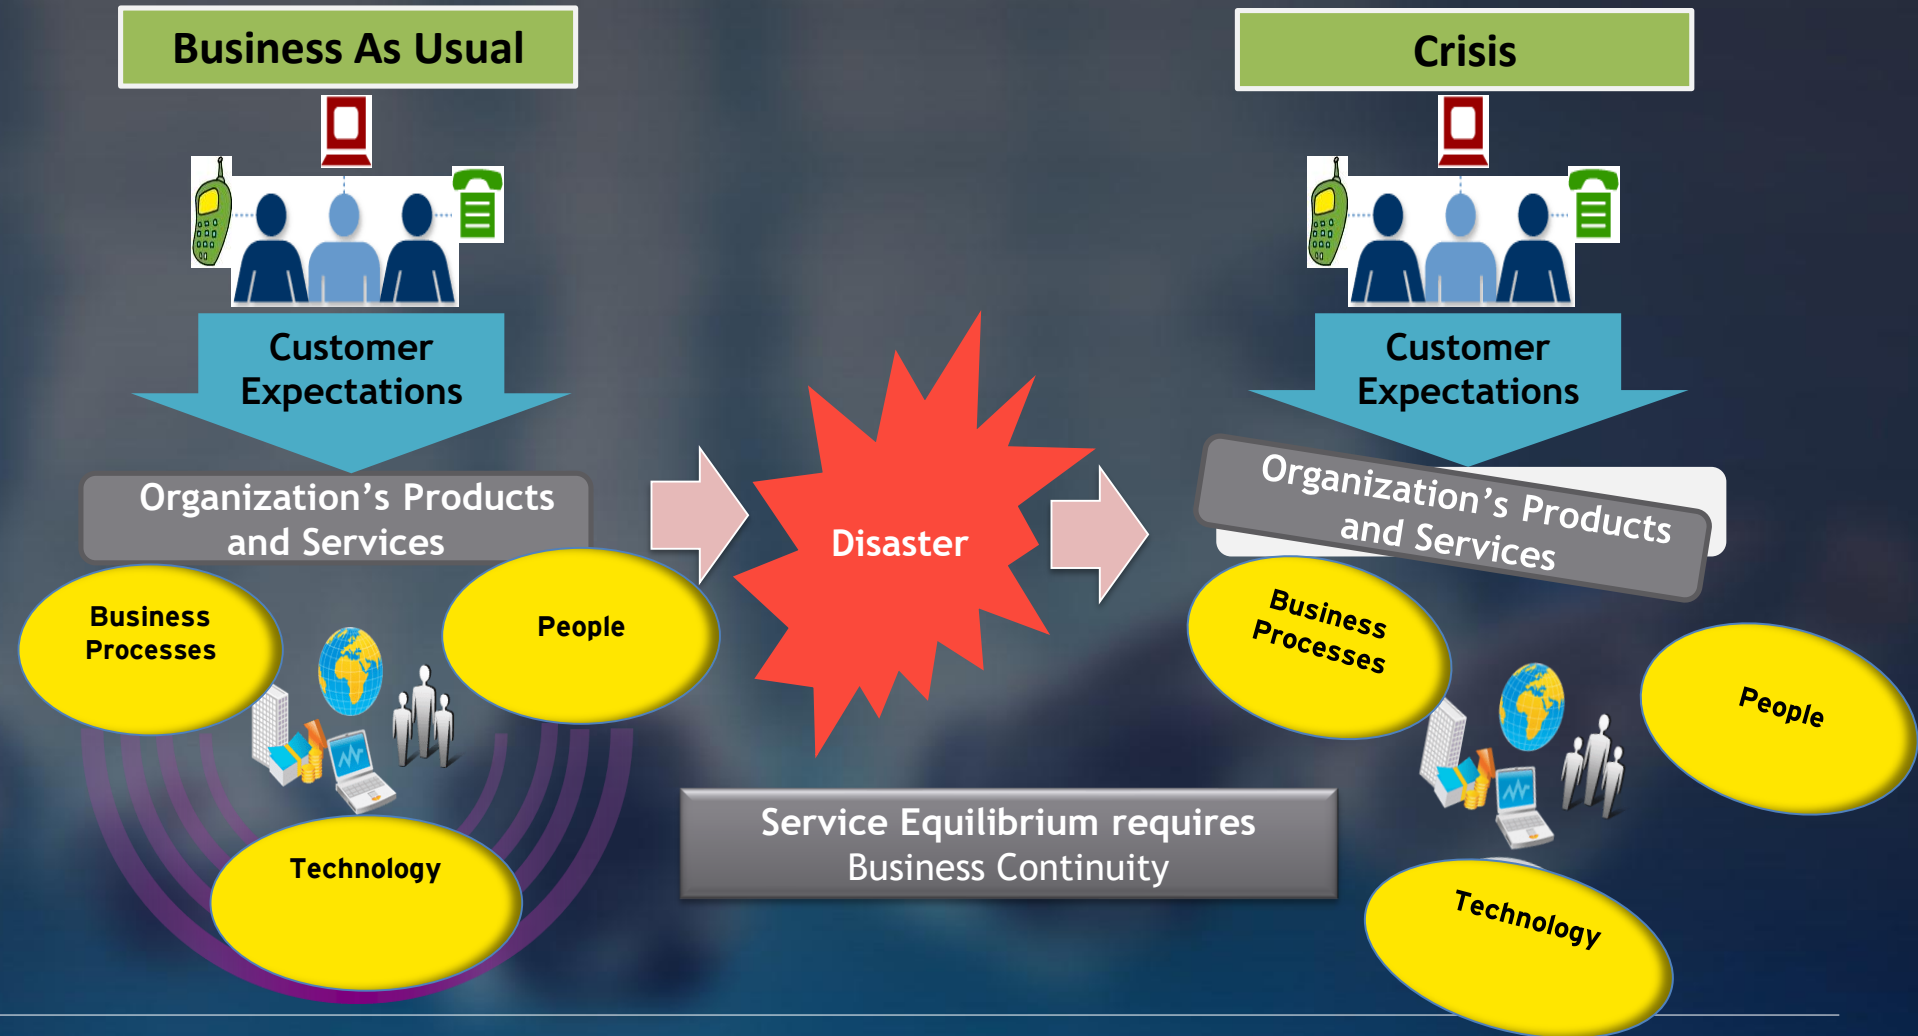 Business As Usual
Customer
Expectations
Organization's Products
and Services
Business
Processes
People
Technology
Disaster
Service Equilibrium requires
Business Continuity
Crisis
Customer
Expectations
Organization's Products
and Services
Business
Processes
People
Technology